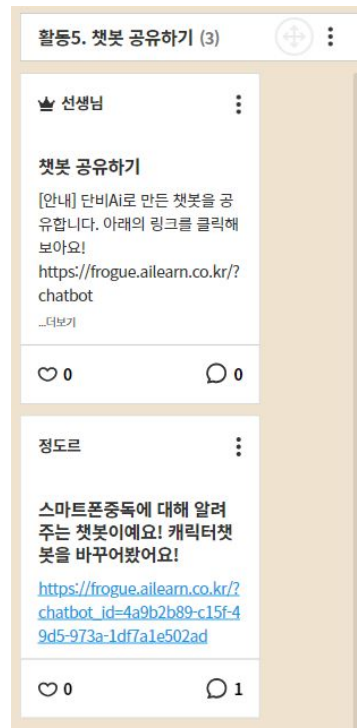 활동5. 챗봇 공유하기 (3)
선생님
챗봇 공유하기
[안내] 단비Ai로 만든 챗봇을 공
유합니다. 아래의 링크를 클릭해
보아요!
https://frogue.ailearn.co.kr/?
chatbot
...더보기
0
0
정도르
스마트폰중독에 대해 알려
주는 챗봇이예요! 캐릭터챗
봇을 바꾸어봤어요!
https://frogue.ailearn.co.kr/?
chatbot_id=4a9b2b89-c15f-4
9d5-973a-1df7a1e502ad
0
1